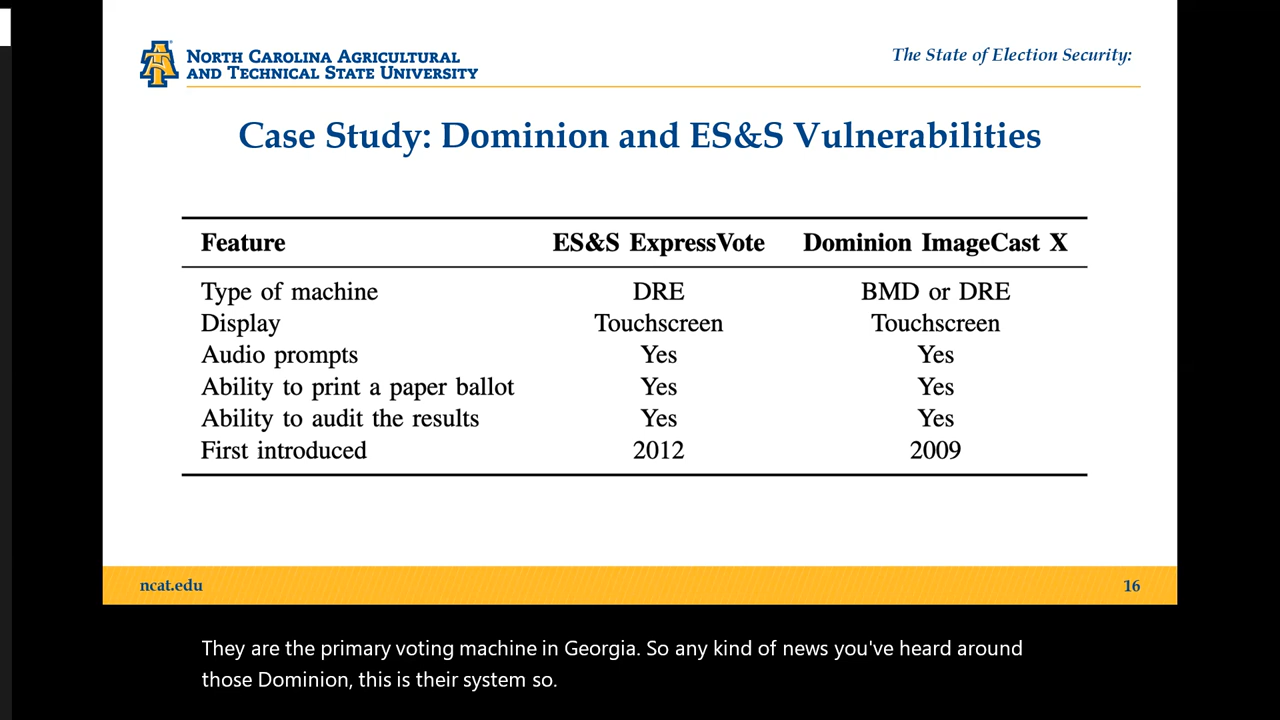 NORTH CAROLINA AGRICULTURAL
AND TECHNICAL STATE UNIVERSITY
The State of Election Security:
Case Study: Dominion and ES&S Vulnerabilities
Feature ES&S ExpressVote Dominion ImageCast X
Type of machine DRE BMD or DRE
Display Touchscreen Touchscreen
Audio prompts Yes Yes
Ability to print a paper ballot Yes Yes
Ability to audit the results Yes Yes
First introduced 2012 2009
ncat.edu 16
They are the primary voting machine in Georgia. So any kind of news you've heard around
those Dominion, this is their system so.